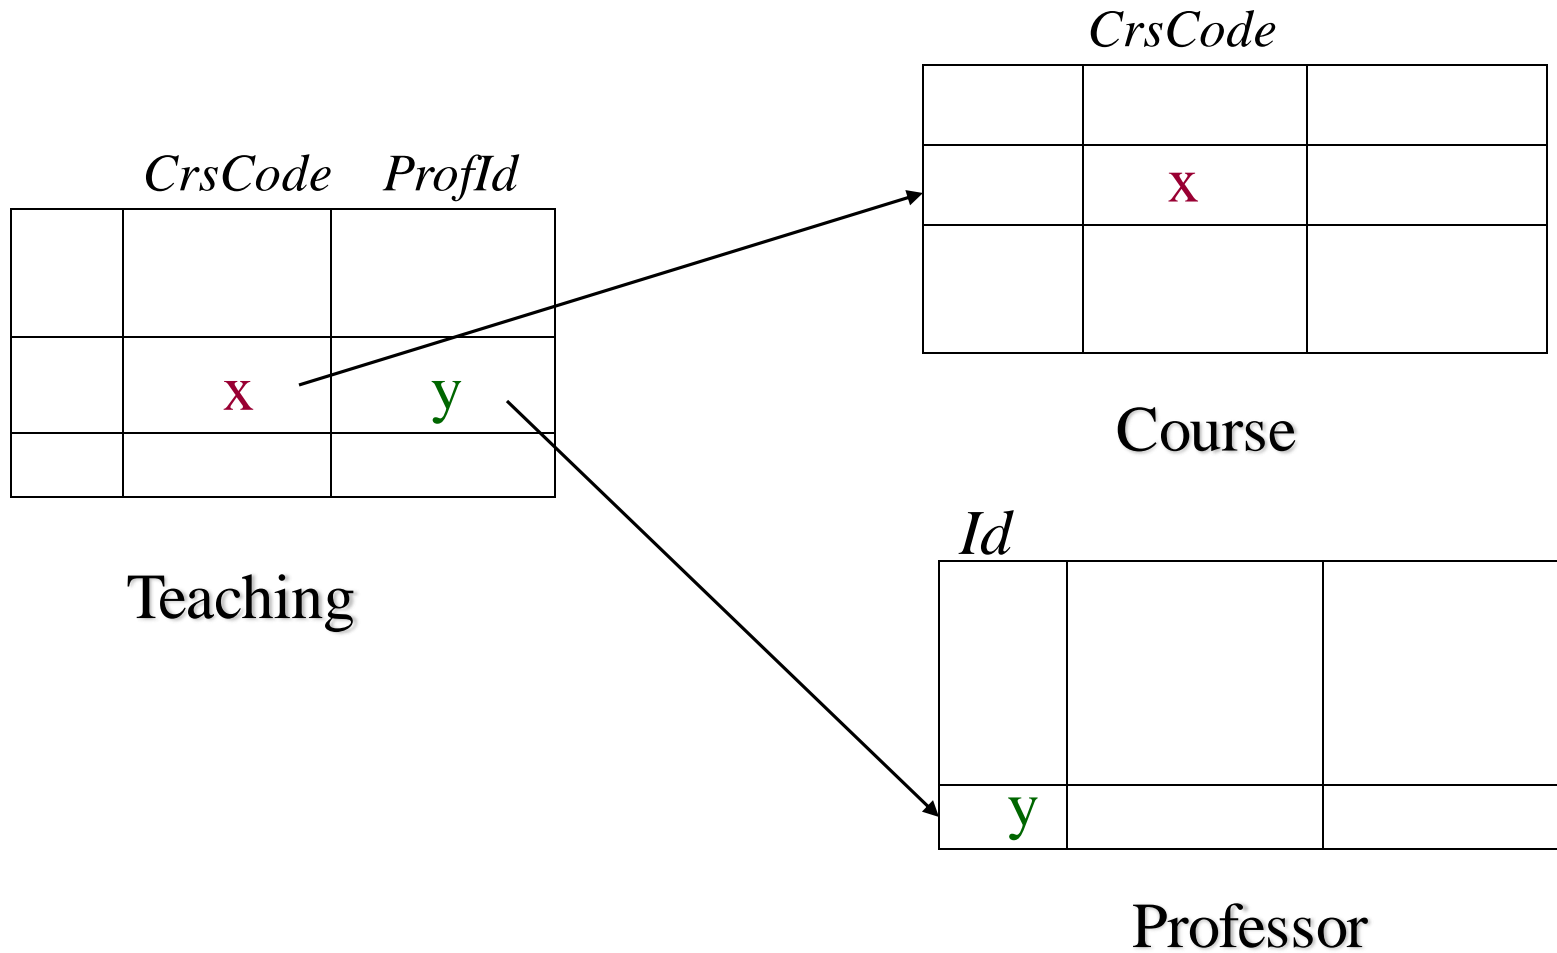 CrsCode ProfId
x y
Teaching
CrsCode
x
Course
Id
y
Professor